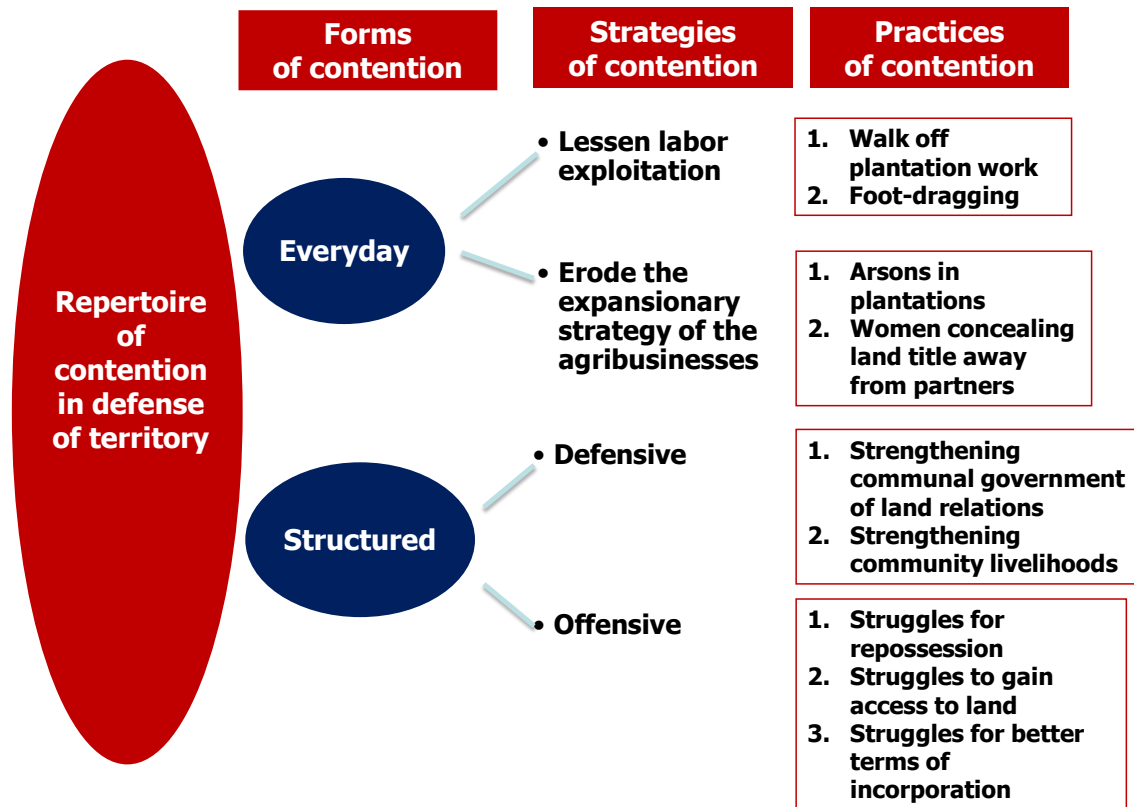 Forms
of contention
Strategies
of contention
Practices
of contention
Repertoire
of
contention
in defense
of territory
Everyday
• Lessen labor
exploitation
1. Walk off
plantation work
2. Foot-dragging
• Erode the
expansionary
strategy of the
agribusinesses
1. Arsons in
plantations
2. Women concealing
land title away
from partners
Structured
• Defensive
1. Strengthening
communal government
of land relations
2. Strengthening
community livelihoods
• Offensive
1. Struggles for
repossession
2. Struggles to gain
access to land
3. Struggles for better
terms of
incorporation